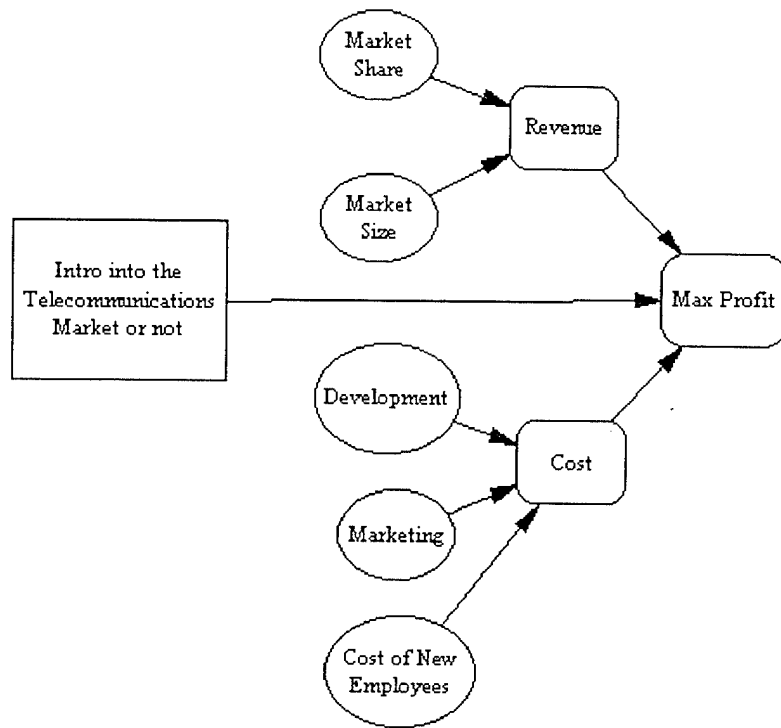 Market
Share
Revenue
Market
Size
Intro into the
Telecommunications
Market or not
Max Profit
Development
Cost
Marketing
Cost of New
Employees